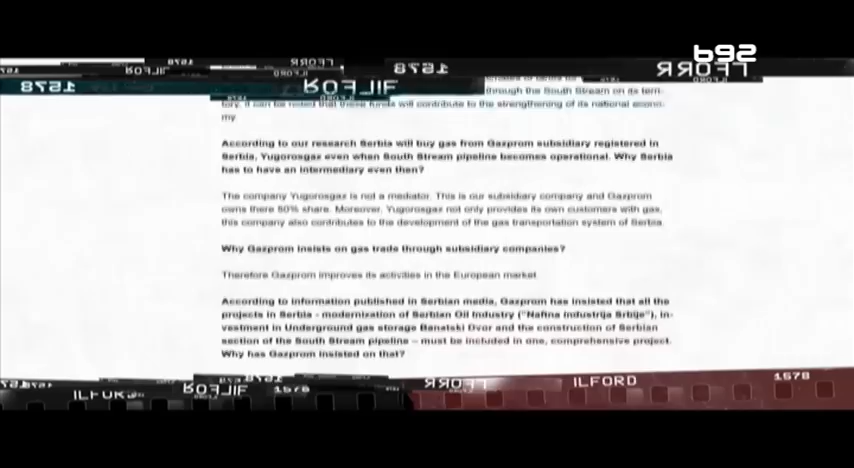 b92
1578
ILFORD
1578
ILFORD
through the South Stream on its terri-
tory. It can be noted that these funds will contribute to the strengthening of its national econo-
my
According to our research Serbia will buy gas from Gazprom subsidiary registered in
Serbia, Yugorosgaz even when South Stream pipeline becomes operational. Why Serbia
has to have an intermediary even then?
The company Yugorosgaz is not a mediator. This is our subsidiary company and Gazprom
owns there 50% share. Moreover, Yugorosgaz not only provides its own customers with gas,
this company also contributes to the development of the gas transportation system of Serbia.
Why Gazprom insists on gas trade through subsidiary companies?
Therefore Gazprom improves its activities in the European market
According to information published in Serbian media, Gazprom has insisted that all the
projects in Serbia - modernization of Serbian Oil Industry ("Naftna Industrija Srbije"), in-
vestment in Underground gas storage Banatski Dvor and the construction of Serbian
section of the South Stream pipeline – must be included in one, comprehensive project.
Why has Gazprom insisted on that?
ILFORD
1578
ILFORD
1578